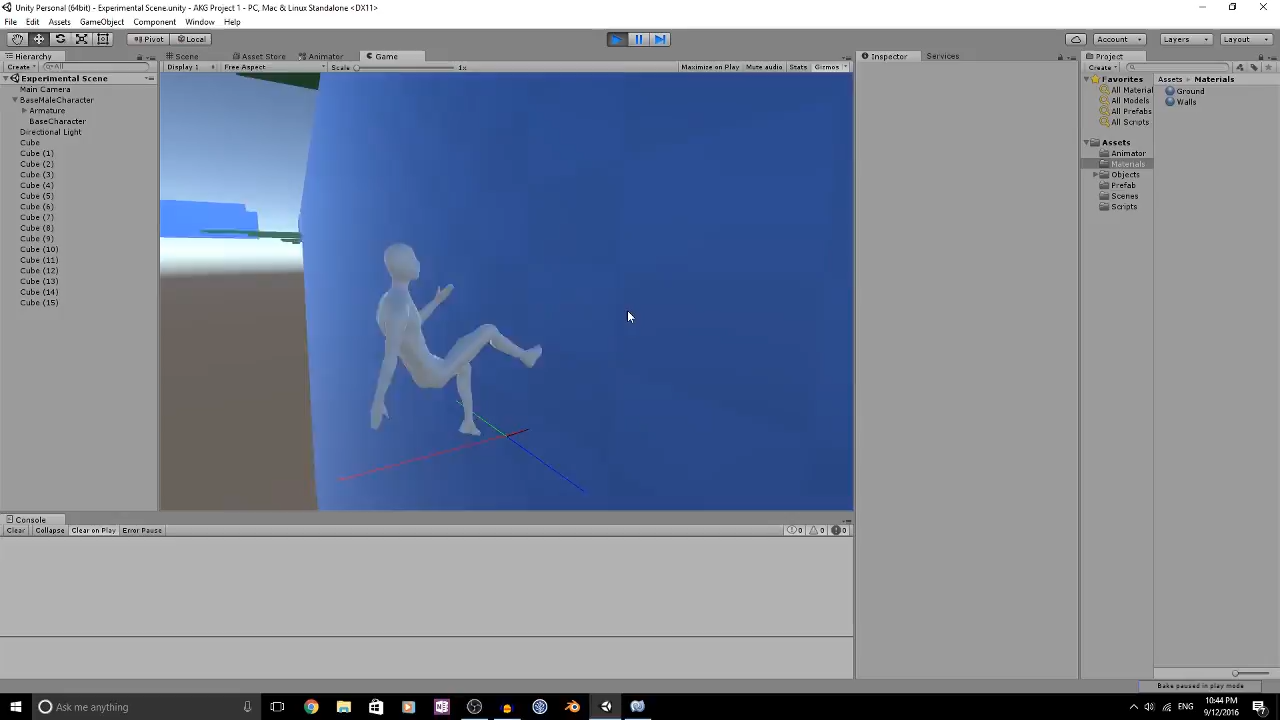 Unity Personal (64bit) - Experimental Scene.unity - AKG Project 1 - PC, Mac & Linux Standalone <DX11>
File Edit Assets GameObject Component Window Help
Pivot Local Account Layers Layout
Hierarchy Scene Asset Store Animator Game Inspector Services Project
Create All Display 1 Free Aspect Scale 1x Maximize on Play Mute audio Stats Gizmos Create
Experimental Scene
Main Camera
BaseMaleCharacter
Armature
BaseCharacter
Directional Light
Cube
Cube (1)
Cube (2)
Cube (3)
Cube (4)
Cube (5)
Cube (6)
Cube (7)
Cube (8)
Cube (9)
Cube (10)
Cube (11)
Cube (12)
Cube (13)
Cube (14)
Cube (15)
Favorites
All Material
All Models
All Prefabs
All Scripts
Assets
Animator
Materials
Objects
Prefab
Scenes
Scripts
Assets Materials
Ground
Walls
Console
Clear Collapse Clear on Play Error Pause 0 0 0
Bake paused in play mode
Ask me anything
10:44 PM
9/12/2016